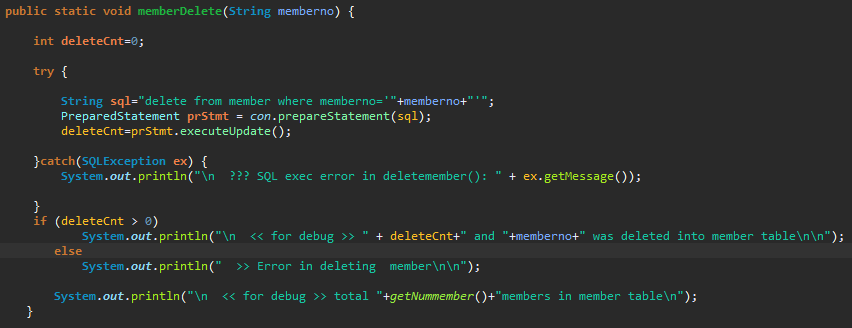 public static void memberDelete(String memberno) {
int deleteCnt=0;
try {
String sql="delete from member where memberno='"+memberno+"'";
PreparedStatement prStmt = con.prepareStatement(sql);
deleteCnt=prStmt.executeUpdate();
}catch(SQLException ex) {
System.out.println("\n  ??? SQL exec error in deletemember(): " + ex.getMessage());
}
if (deleteCnt > 0)
System.out.println("\n  << for debug >> " + deleteCnt+" and "+memberno+" was deleted into member table\n\n");
else
System.out.println("  >> Error in deleting  member\n\n");
System.out.println("\n  << for debug >> total "+getNummember()+"members in member table\n");
}